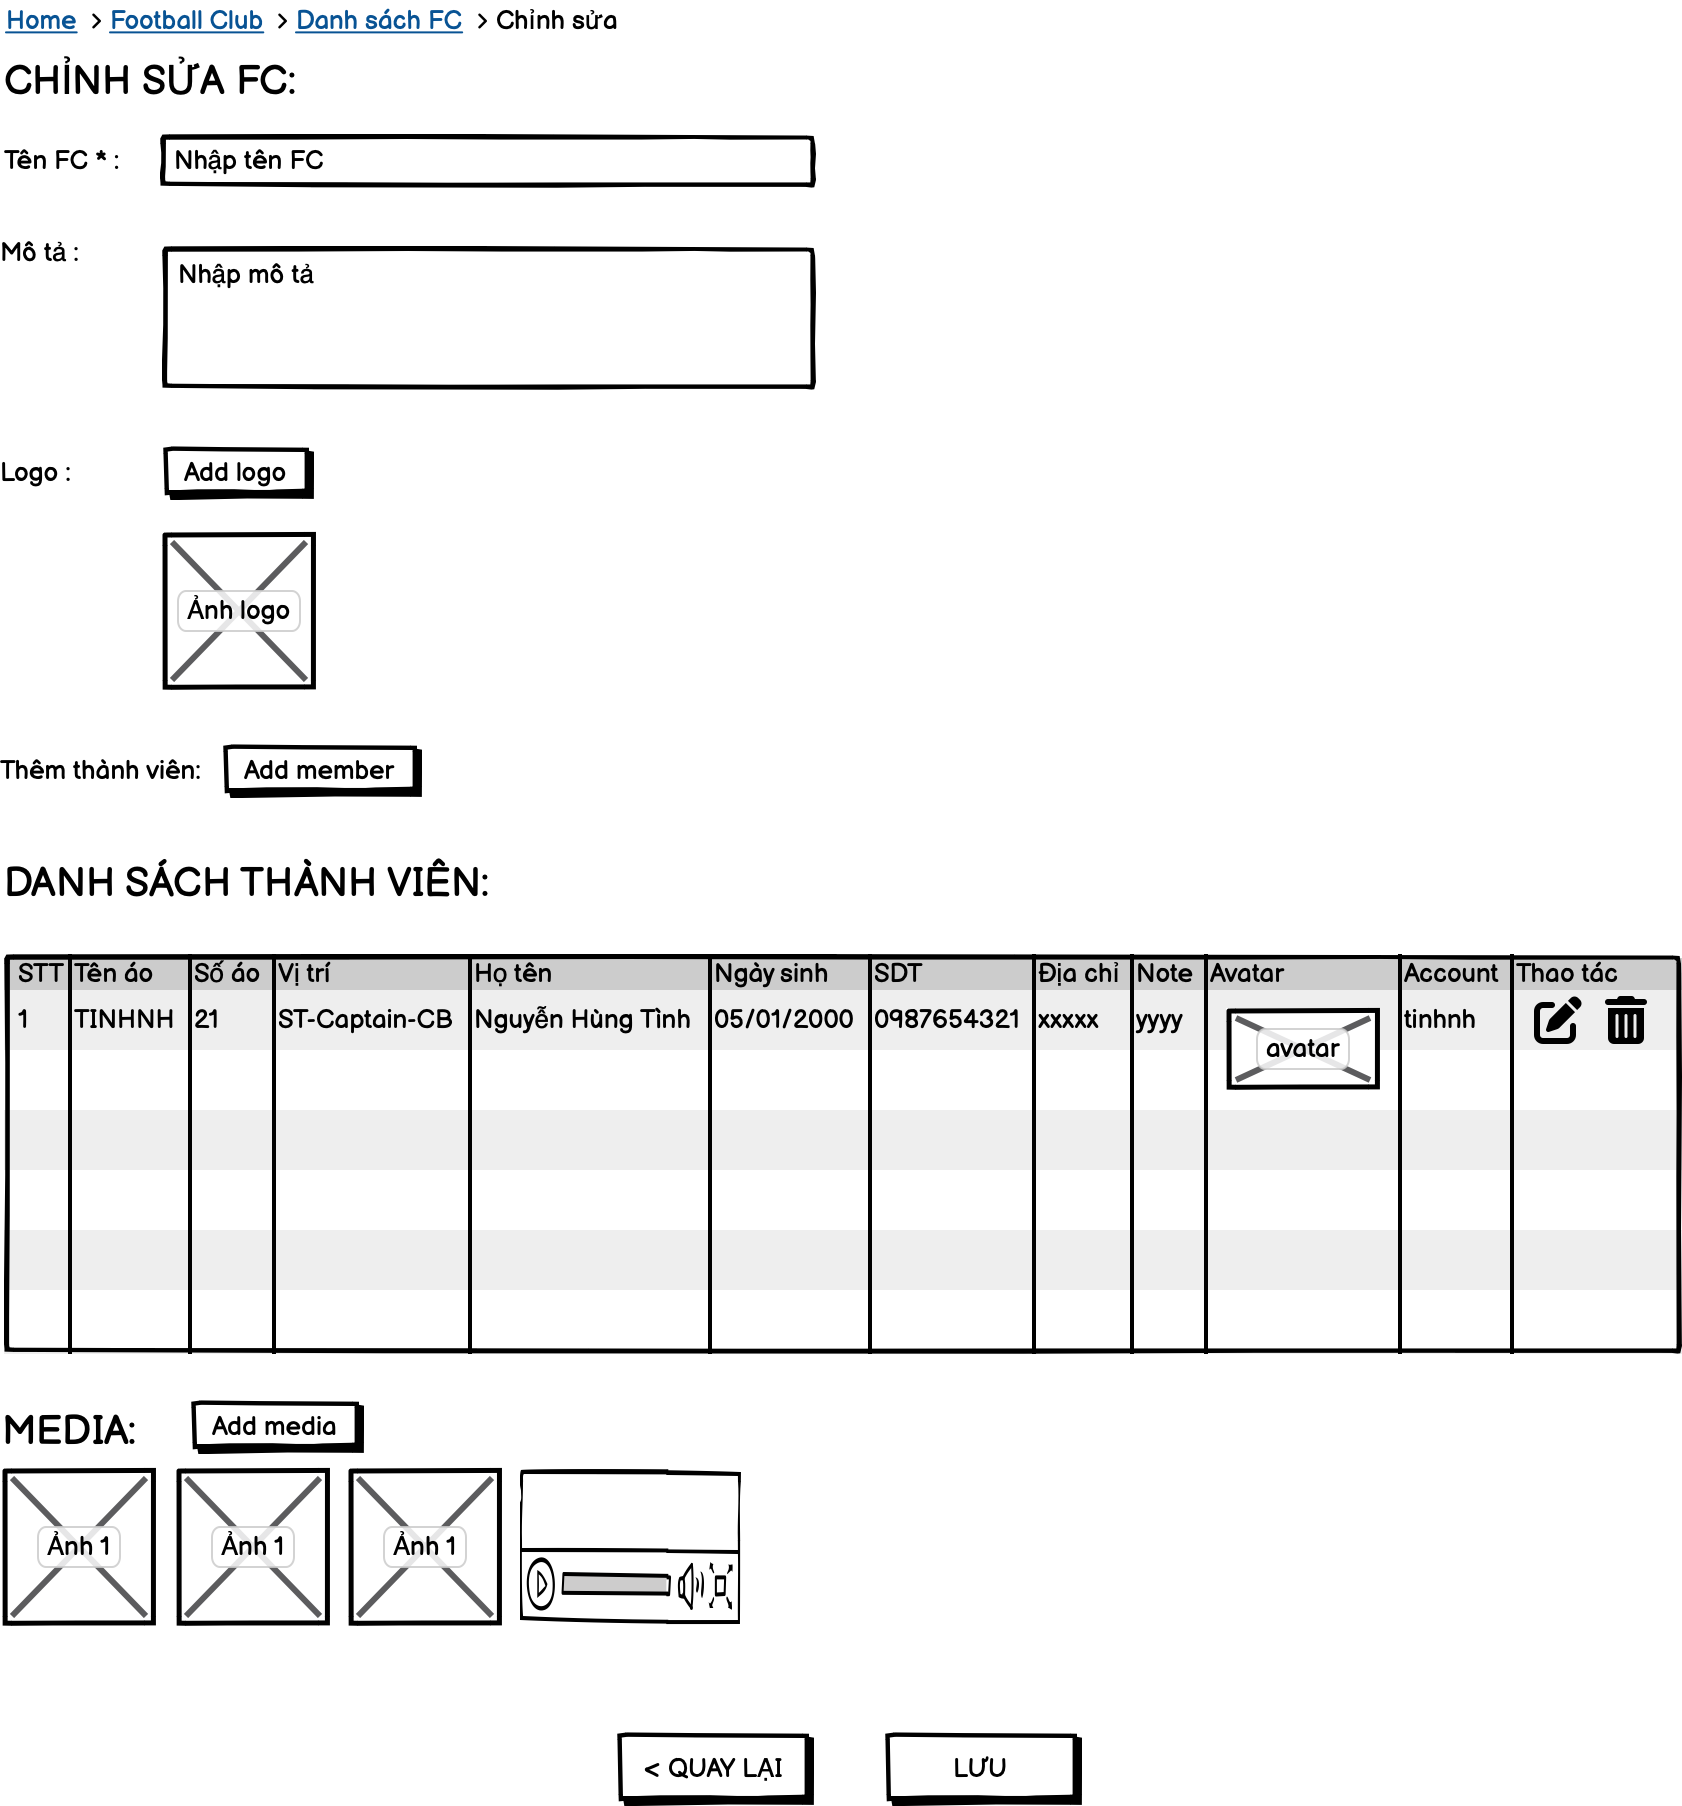 Home > Football Club > Danh sách FC > Chỉnh sửa
CHỈNH SỬA FC:
Tên FC * : Nhập tên FC
Mô tả :
Nhập mô tả
Logo : Add logo
Ảnh logo
Thêm thành viên: Add member
DANH SÁCH THÀNH VIÊN:
STT Tên áo Số áo Vị trí Họ tên Ngày sinh SDT Địa chỉ Note Avatar Account Thao tác
1 TINHNH 21 ST-Captain-CB Nguyễn Hùng Tình 05/01/2000 0987654321 xxxxx yyyy avatar tinhnh
MEDIA: Add media
Ảnh 1 Ảnh 1 Ảnh 1
< QUAY LẠI LƯU